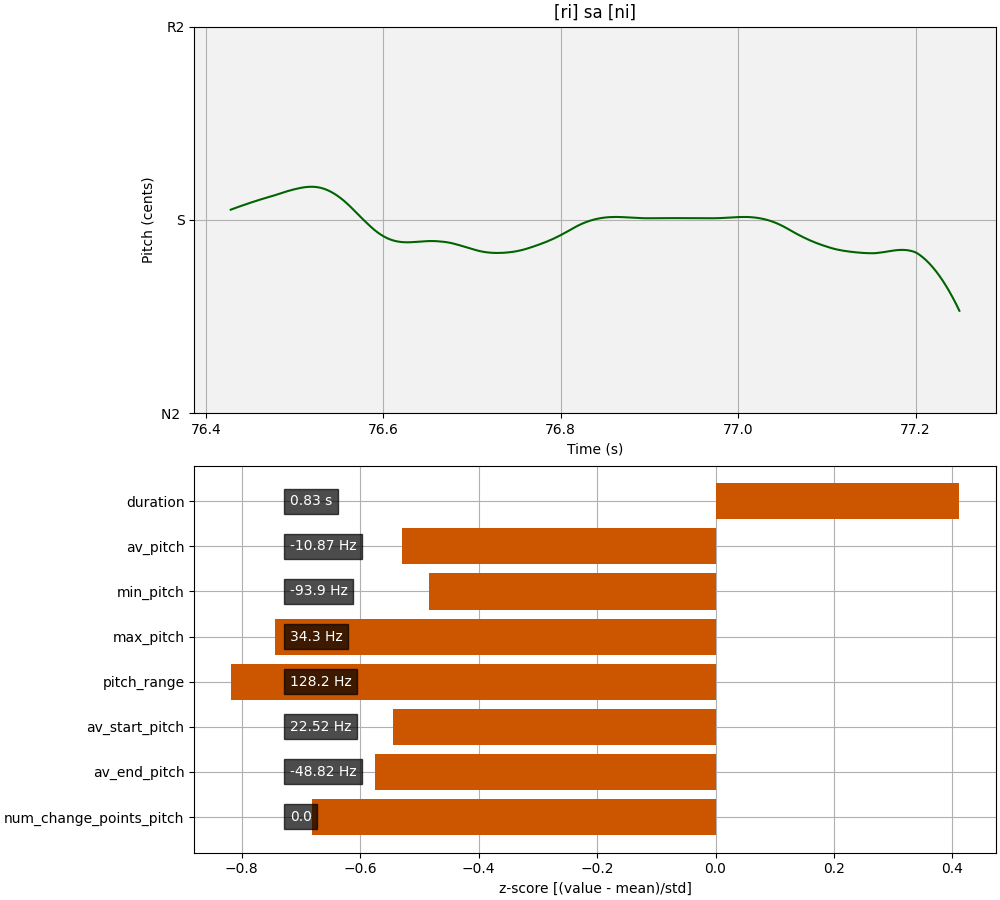 [ri] sa [ni]
R2
S
N2
Pitch (cents)
76.4 76.6 76.8 77.0 77.2
Time (s)
duration 0.83 s
av_pitch -10.87 Hz
min_pitch -93.9 Hz
max_pitch 34.3 Hz
pitch_range 128.2 Hz
av_start_pitch 22.52 Hz
av_end_pitch -48.82 Hz
num_change_points_pitch 0.0
−0.8 −0.6 −0.4 −0.2 0.0 0.2 0.4
z-score [(value - mean)/std]